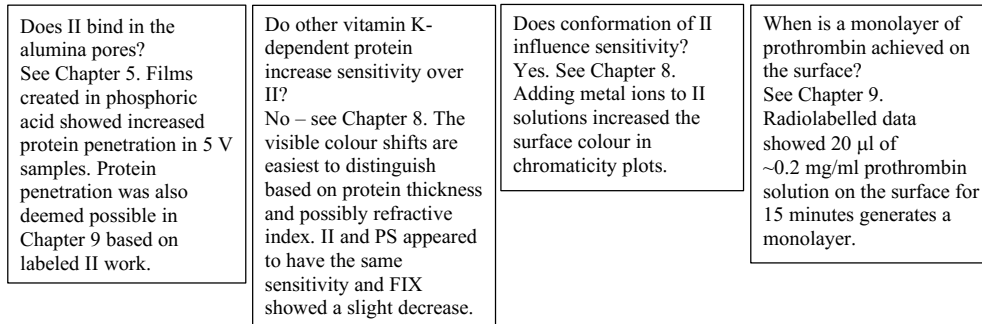 Does II bind in the
alumina pores?
See Chapter 5. Films
created in phosphoric
acid showed increased
protein penetration in 5 V
samples. Protein
penetration was also
deemed possible in
Chapter 9 based on
labeled II work.
Do other vitamin K-
dependent protein
increase sensitivity over
II?
No – see Chapter 8. The
visible colour shifts are
easiest to distinguish
based on protein thickness
and possibly refractive
index. II and PS appeared
to have the same
sensitivity and FIX
showed a slight decrease.
Does conformation of II
influence sensitivity?
Yes. See Chapter 8.
Adding metal ions to II
solutions increased the
surface colour in
chromaticity plots.
When is a monolayer of
prothrombin achieved on
the surface?
See Chapter 9.
Radiolabelled data
showed 20 μl of
~0.2 mg/ml prothrombin
solution on the surface for
15 minutes generates a
monolayer.